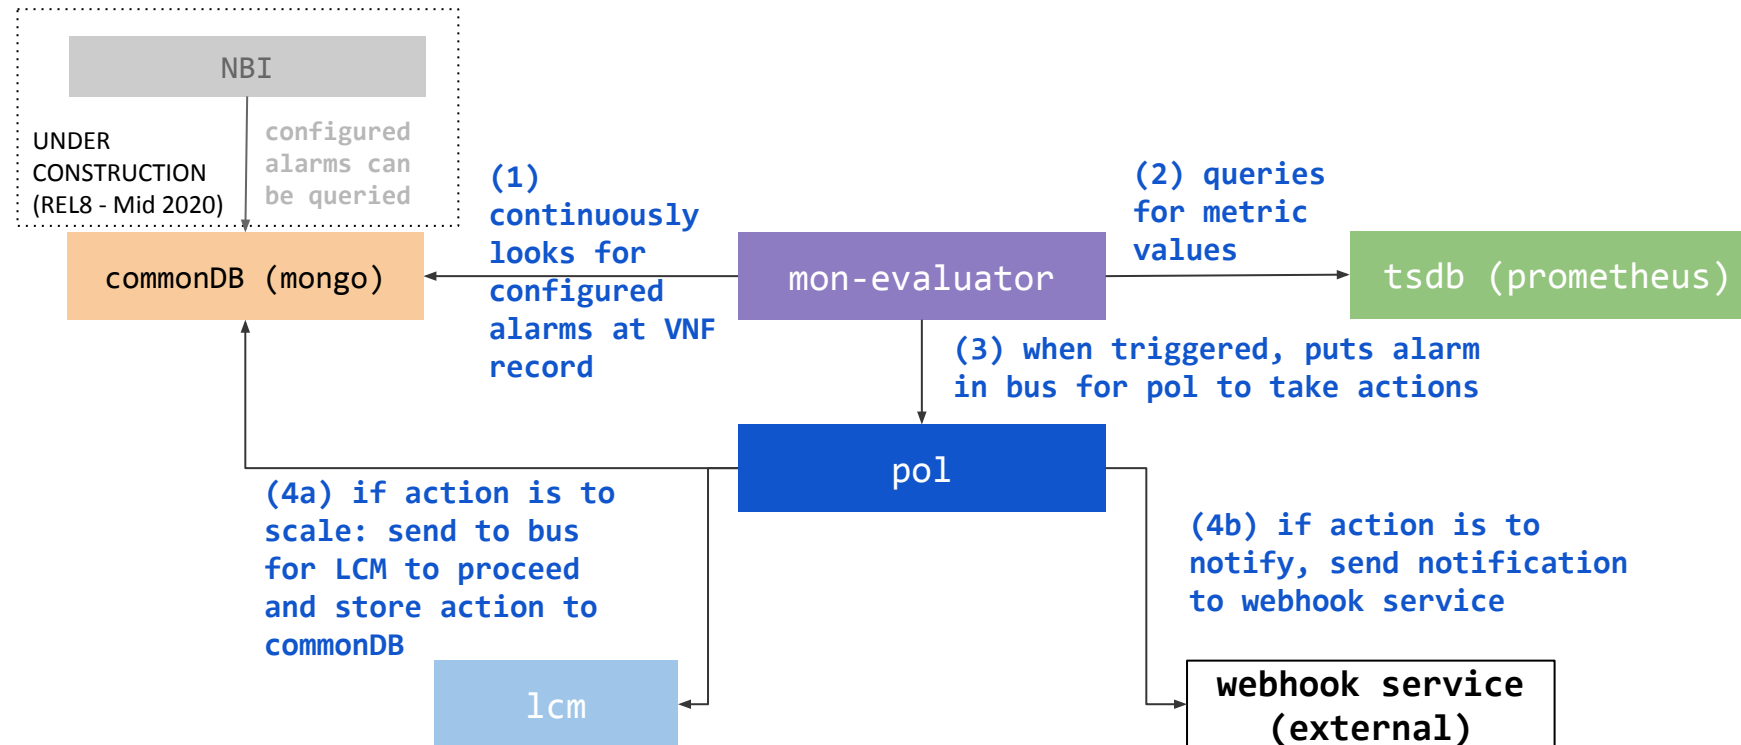 NBI
UNDER
CONSTRUCTION
(REL8 - Mid 2020)
configured
alarms can
be queried
(1)
continuously
looks for
configured
alarms at VNF
record
(2) queries
for metric
values
commonDB (mongo)
mon-evaluator
tsdb (prometheus)
(3) when triggered, puts alarm
in bus for pol to take actions
pol
(4a) if action is to
scale: send to bus
for LCM to proceed
and store action to
commonDB
(4b) if action is to
notify, send notification
to webhook service
lcm
webhook service
(external)